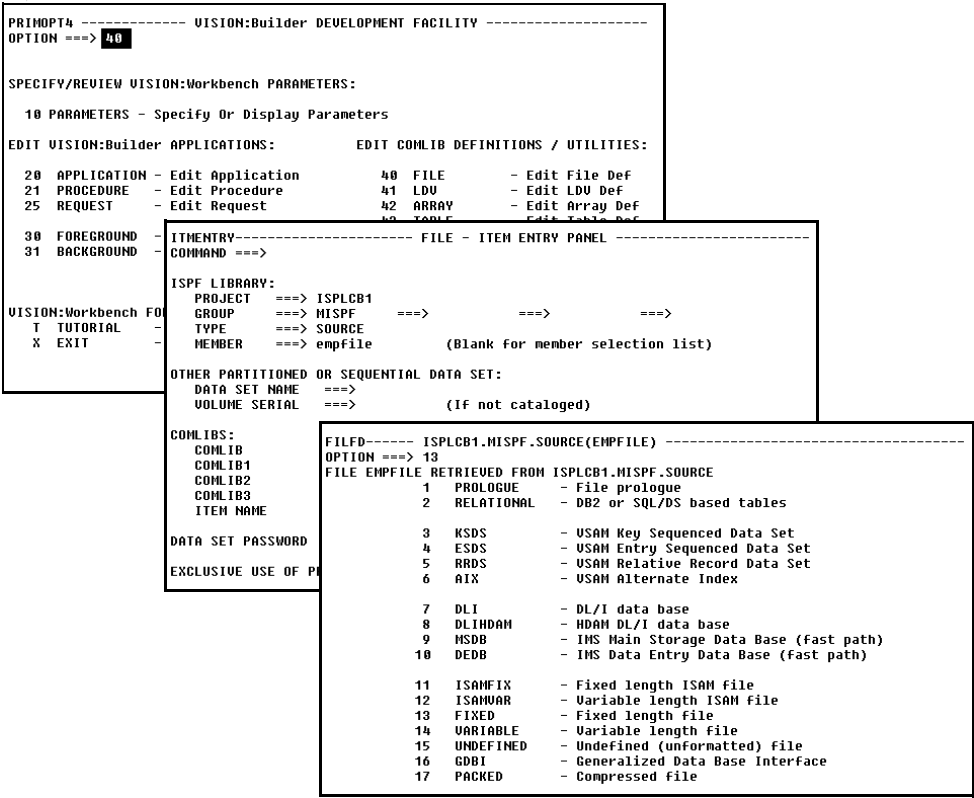 PRIMOPT4 ------------- VISION:Builder DEVELOPMENT FACILITY --------------------
OPTION ===> 40
SPECIFY/REVIEW VISION:Workbench PARAMETERS:
10 PARAMETERS - Specify Or Display Parameters
EDIT VISION:Builder APPLICATIONS: EDIT COMLIB DEFINITIONS / UTILITIES:
20 APPLICATION - Edit Application 40 FILE - Edit File Def
21 PROCEDURE - Edit Procedure 41 LDV - Edit LDV Def
25 REQUEST - Edit Request 42 ARRAY - Edit Array Def
43 TABLE - Edit Table Def
30 FOREGROUND -
31 BACKGROUND -
VISION:Workbench FO
T TUTORIAL -
X EXIT -
ITMENTRY---------------------- FILE - ITEM ENTRY PANEL ------------------------
COMMAND ===>
ISPF LIBRARY:
PROJECT ===> ISPLCB1
GROUP ===> MISPF ===> ===> ===>
TYPE ===> SOURCE
MEMBER ===> empfile (Blank for member selection list)
OTHER PARTITIONED OR SEQUENTIAL DATA SET:
DATA SET NAME ===>
VOLUME SERIAL ===> (If not cataloged)
COMLIBS:
COMLIB
COMLIB1
COMLIB2
COMLIB3
ITEM NAME
DATA SET PASSWORD
EXCLUSIVE USE OF P
FILFD------ ISPLCB1.MISPF.SOURCE(EMPFILE) -------------------------------------
OPTION ===> 13
FILE EMPFILE RETRIEVED FROM ISPLCB1.MISPF.SOURCE
1 PROLOGUE - File prologue
2 RELATIONAL - DB2 or SQL/DS based tables
3 KSDS - VSAM Key Sequenced Data Set
4 ESDS - VSAM Entry Sequenced Data Set
5 RRDS - VSAM Relative Record Data Set
6 AIX - VSAM Alternate Index
7 DLI - DL/I data base
8 DLIHDAM - HDAM DL/I data base
9 MSDB - IMS Main Storage Data Base (fast path)
10 DEDB - IMS Data Entry Data Base (fast path)
11 ISAMFIX - Fixed length ISAM file
12 ISAMVAR - Variable length ISAM file
13 FIXED - Fixed length file
14 VARIABLE - Variable length file
15 UNDEFINED - Undefined (unformatted) file
16 GDBI - Generalized Data Base Interface
17 PACKED - Compressed file